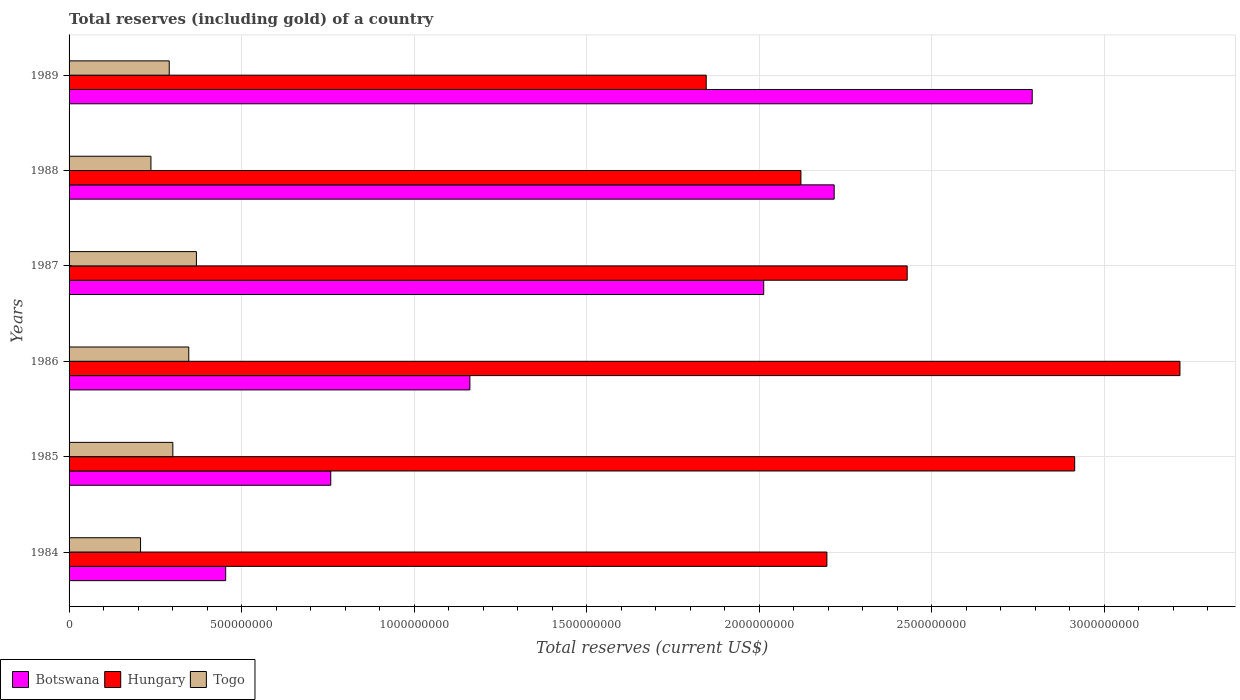 Total reserves (including gold) of a country
1989
1988
1987
1986
1985
1984
Years
0
500000000
1000000000
1500000000
2000000000
2500000000
3000000000
Total reserves (current US$)
Botswana
Hungary
Togo